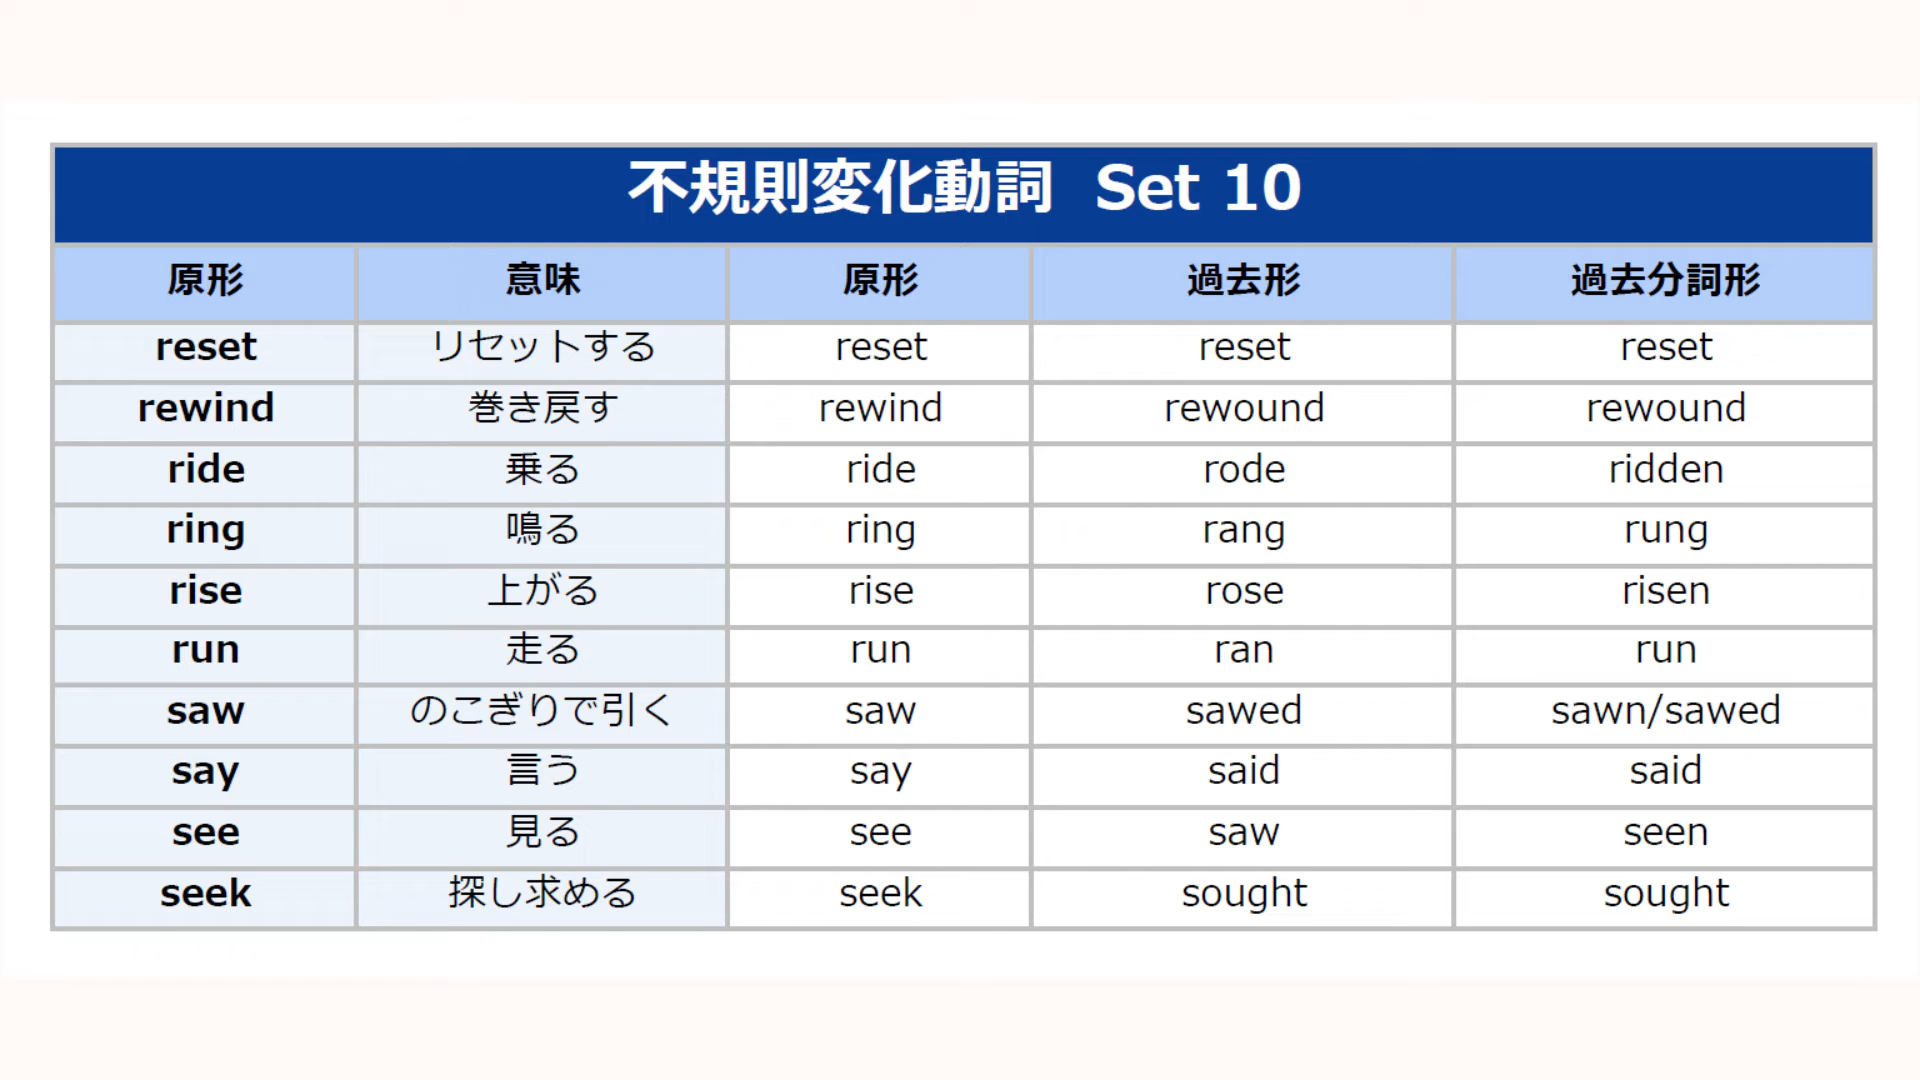 不規則変化動詞 Set 10
原形 意味 原形 過去形 過去分詞形
reset リセットする reset reset reset
rewind 巻き戻す rewind rewound rewound
ride 乗る ride rode ridden
ring 鳴る ring rang rung
rise 上がる rise rose risen
run 走る run ran run
saw のこぎりで引く saw sawed sawn/sawed
say 言う say said said
see 見る see saw seen
seek 探し求める seek sought sought